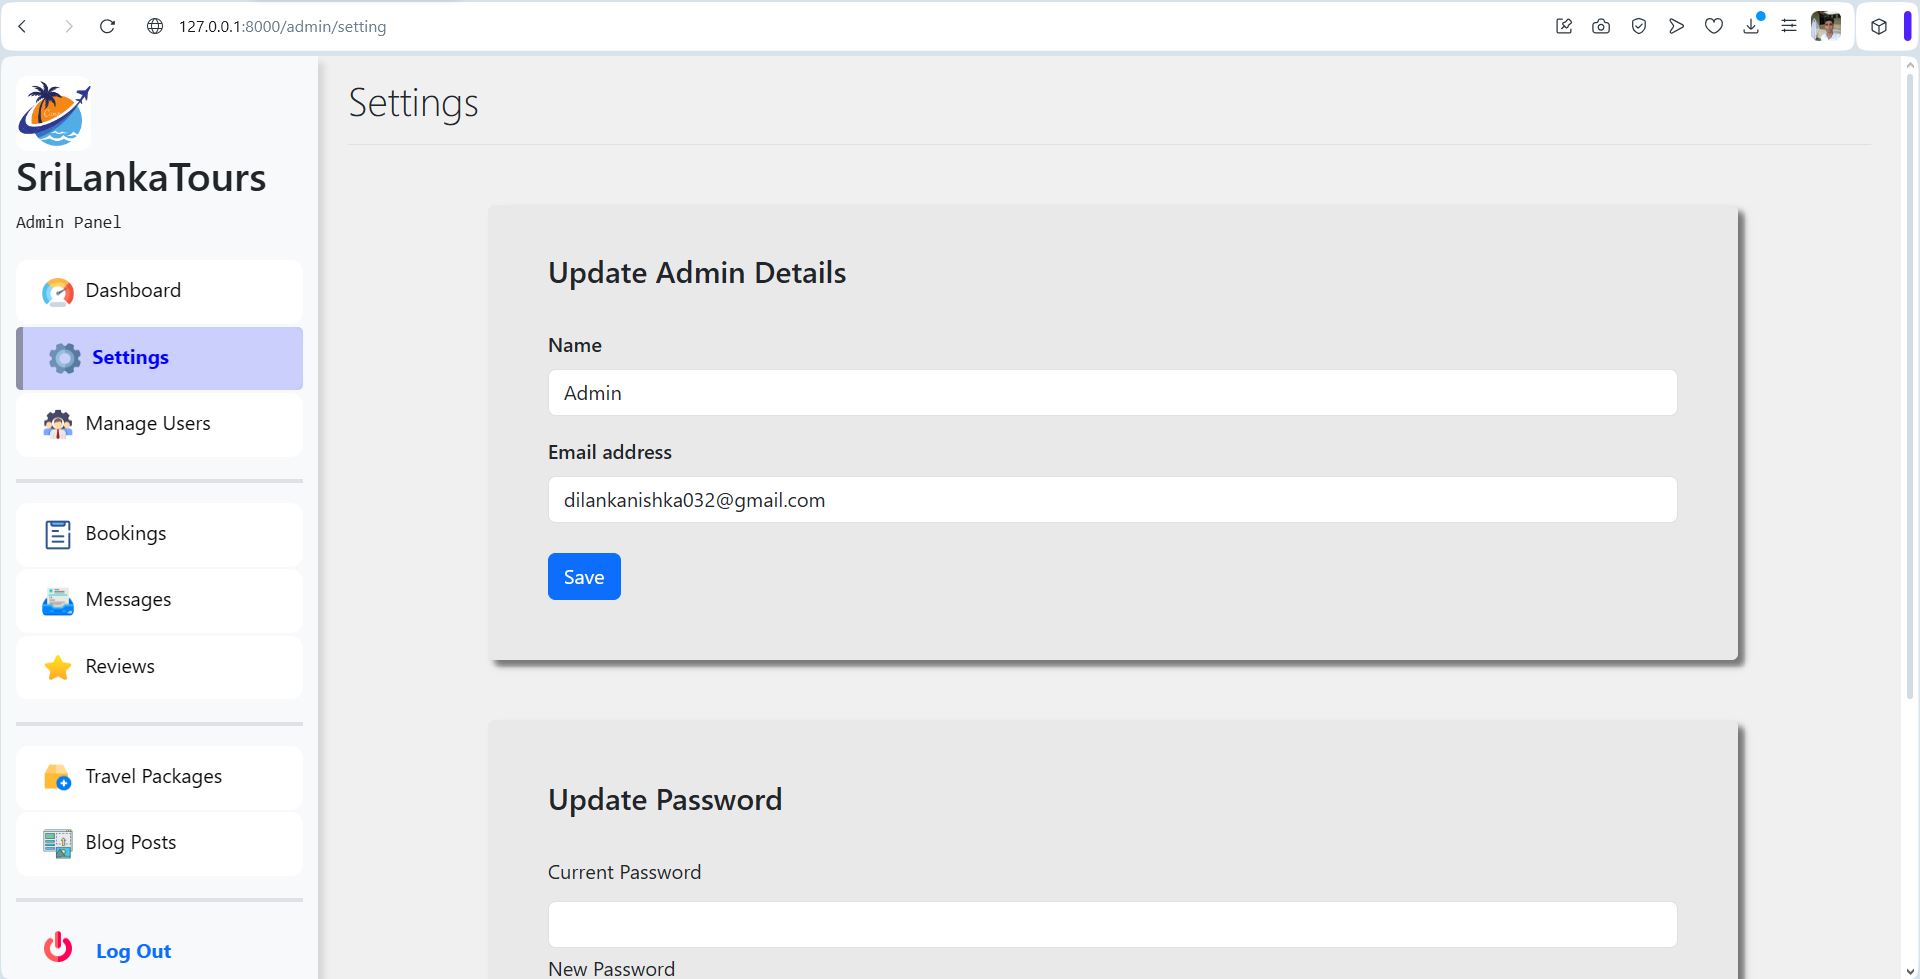 127.0.0.1:8000/admin/setting
SriLankaTours
Admin Panel
Dashboard
Settings
Manage Users
Bookings
Messages
Reviews
Travel Packages
Blog Posts
Log Out
Settings
Update Admin Details
Name
Admin
Email address
dilankanishka032@gmail.com
Save
Update Password
Current Password
New Password